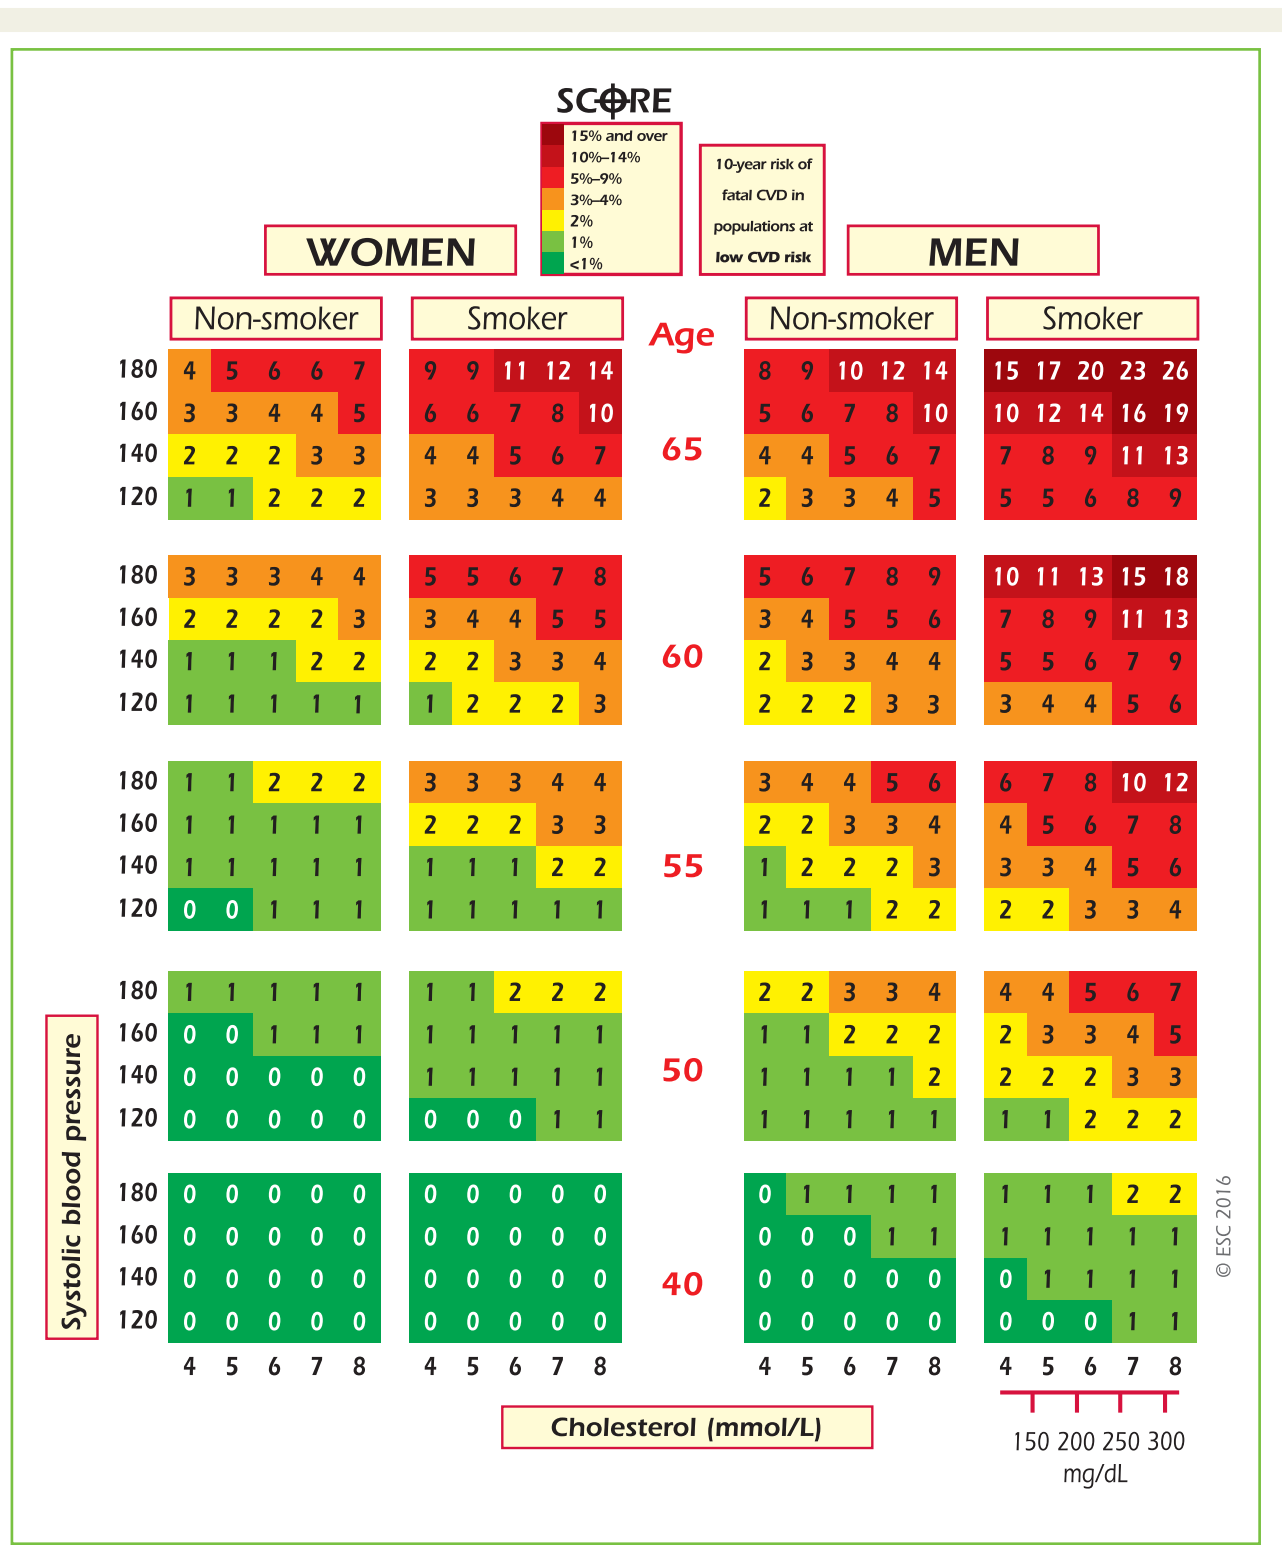 SCORE
15% and over
10%–14%
5%–9%
3%–4%
2%
1%
<1%
10-year risk of
fatal CVD in
populations at
low CVD risk
WOMEN
MEN
Non-smoker Smoker Age Non-smoker Smoker
180 4 5 6 6 7 9 9 11 12 14 8 9 10 12 14 15 17 20 23 26
160 3 3 4 4 5 6 6 7 8 10 5 6 7 8 10 10 12 14 16 19
65
140 2 2 2 3 3 4 4 5 6 7 4 4 5 6 7 7 8 9 11 13
120 1 1 2 2 2 3 3 3 4 4 2 3 3 4 5 5 5 6 8 9
180 3 3 3 4 4 5 5 6 7 8 5 6 7 8 9 10 11 13 15 18
160 2 2 2 2 3 3 4 4 5 5 3 4 5 5 6 7 8 9 11 13
60
140 1 1 1 2 2 2 2 3 3 4 2 3 3 4 4 5 5 6 7 9
120 1 1 1 1 1 1 2 2 2 3 2 2 2 3 3 3 4 4 5 6
180 1 1 2 2 2 3 3 3 4 4 3 4 4 5 6 6 7 8 10 12
160 1 1 1 1 1 2 2 2 3 3 2 2 3 3 4 4 5 6 7 8
55
140 1 1 1 1 1 1 1 1 2 2 1 2 2 2 3 3 3 4 5 6
120 0 0 1 1 1 1 1 1 1 1 1 1 1 2 2 2 2 3 3 4
180 1 1 1 1 1 1 1 2 2 2 2 2 3 3 4 4 4 5 6 7
160 0 0 1 1 1 1 1 1 1 1 1 1 2 2 2 2 3 3 4 5
50
140 0 0 0 0 0 1 1 1 1 1 1 1 1 1 2 2 2 2 3 3
120 0 0 0 0 0 0 0 0 1 1 1 1 1 1 1 1 1 2 2 2
180 0 0 0 0 0 0 0 0 0 0 0 1 1 1 1 1 1 1 2 2
160 0 0 0 0 0 0 0 0 0 0 0 0 0 1 1 1 1 1 1 1
40
140 0 0 0 0 0 0 0 0 0 0 0 0 0 0 0 0 1 1 1 1
120 0 0 0 0 0 0 0 0 0 0 0 0 0 0 0 0 0 0 1 1
4 5 6 7 8 4 5 6 7 8 4 5 6 7 8 4 5 6 7 8
Systolic blood pressure
Cholesterol (mmol/L)
150 200 250 300
mg/dL
© ESC 2016